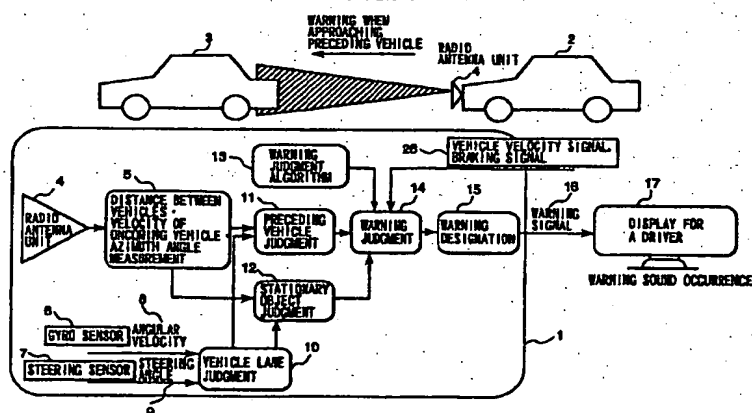 WARNING WHEN
APPROACHING
PRECEDING VEHICLE
3
2
RADIO
ANTENNA UNIT
4
26
VEHICLE VELOCITY SIGNAL.
BRAKING SIGNAL
13
WARNING
JUDGMENT
ALGORITHM
4
RADIO
ANTENNA
UNIT
5
DISTANCE BETWEEN
VEHICLES ·
VELOCITY OF
UNCORING VEHICLE
AZIMUTH ANGLE
MEASUREMENT
11
PRECEDING
VEHICLE
JUDGMENT
14
WARNING
JUDGMENT
15
WARNING
DESIGNATION
16
WARNING
SIGNAL
17
DISPLAY FOR
A DRIVER
WARNING SOUND OCCURRENCE
12
STATIONARY
OBJECT
JUDGMENT
8
6
GYRO SENSOR
ANGULAR
VELOCITY
7
STEERING SENSOR
STEERING
ANGLE
9
VEHICLE LANE
JUDGMENT
10
1